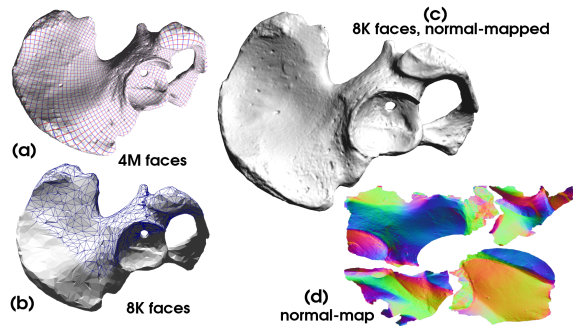 (a)
4M faces
(b)
8K faces
(c)
8K faces, normal-mapped
(d)
normal-map